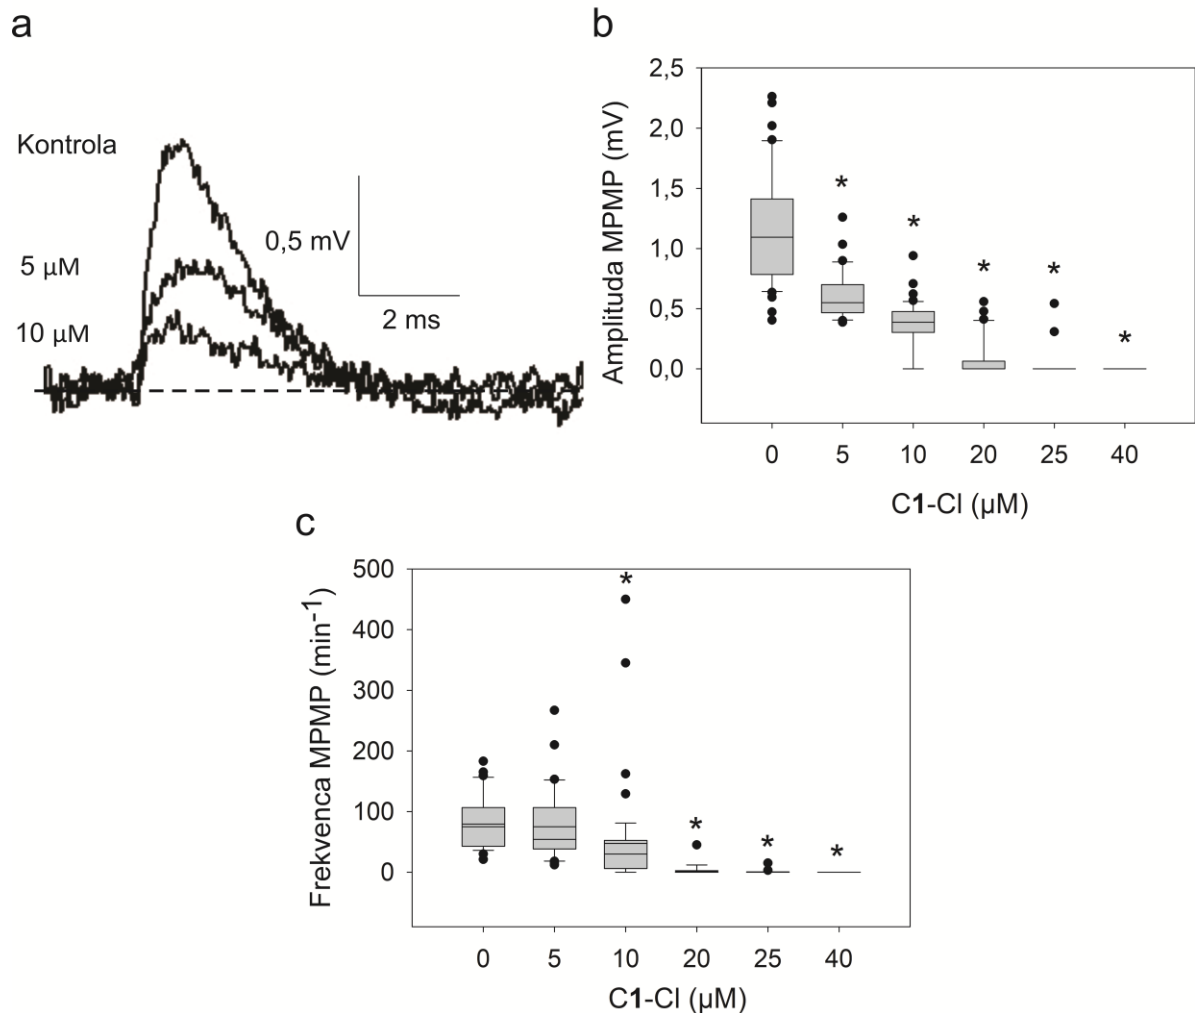 a
Kontrola
5 µM
10 µM
0,5 mV
2 ms
b
Amplituda MPMP (mV)
2,5
2,0
1,5
1,0
0,5
0,0
* * * * *
0 5 10 20 25 40
C1-Cl (µM)
c
Frekvenca MPMP (min⁻¹)
500
400
300
200
100
0
* * * *
0 5 10 20 25 40
C1-Cl (µM)